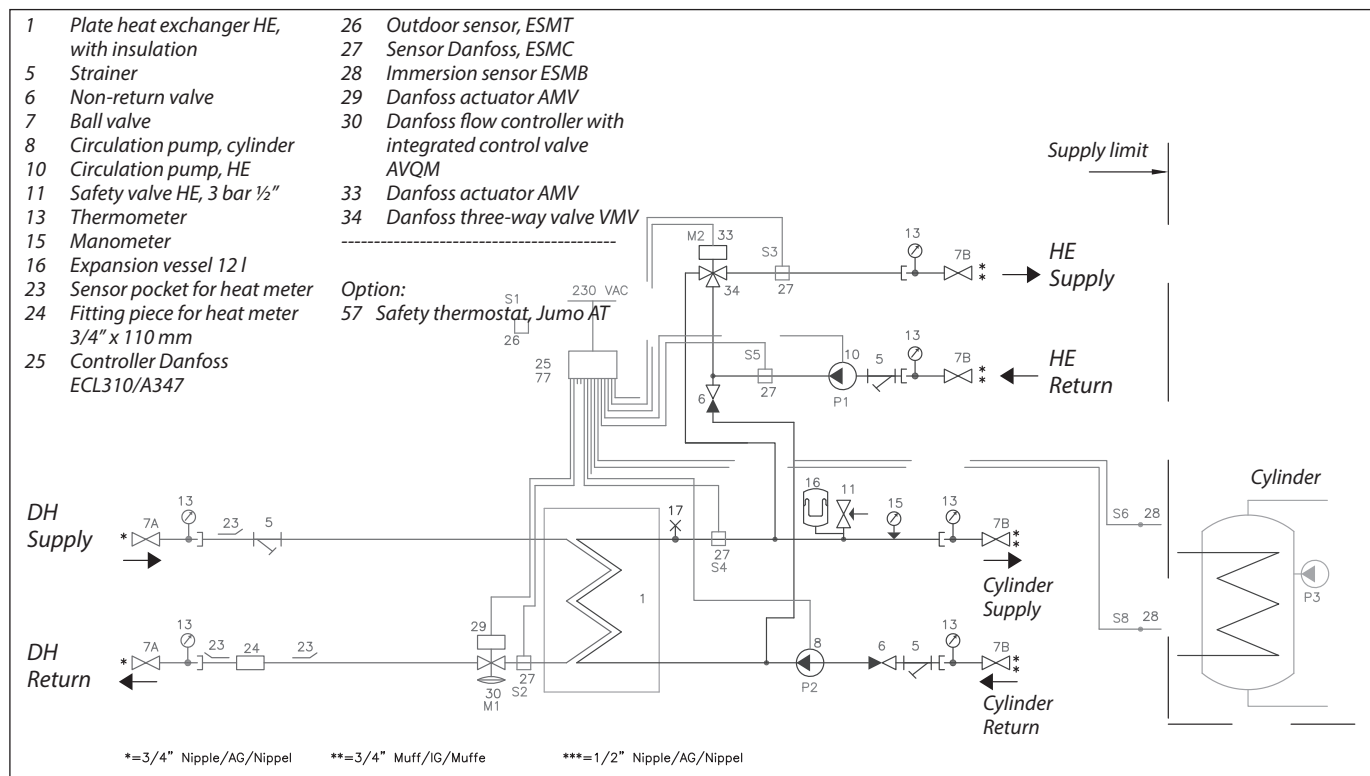 1 Plate heat exchanger HE,
with insulation
5 Strainer
6 Non-return valve
7 Ball valve
8 Circulation pump, cylinder
10 Circulation pump, HE
11 Safety valve HE, 3 bar ½”
13 Thermometer
15 Manometer
16 Expansion vessel 12 l
23 Sensor pocket for heat meter
24 Fitting piece for heat meter
3/4” x 110 mm
25 Controller Danfoss
ECL310/A347
26 Outdoor sensor, ESMT
27 Sensor Danfoss, ESMC
28 Immersion sensor ESMB
29 Danfoss actuator AMV
30 Danfoss flow controller with
integrated control valve
AVQM
33 Danfoss actuator AMV
34 Danfoss three-way valve VMV
------------------------------------------
Option:
57 Safety thermostat, Jumo AT
Supply limit
M2 33
S3
13
7B
**
HE
Supply
34
27
S1
26
230 VAC
25
77
S5
27
10
P1
5
13
7B
**
HE
Return
6
DH
Supply
*
7A
13
23
5
17
27
S4
16
11
15
13
7B
**
Cylinder
Supply
S6 28
Cylinder
P3
S8 28
1
DH
Return
*
7A
13
23
24
23
29
30
M1
27
S2
8
P2
6
5
13
7B
**
Cylinder
Return
*=3/4” Nipple/AG/Nippel
**=3/4” Muff/IG/Muffe
***=1/2” Nipple/AG/Nippel